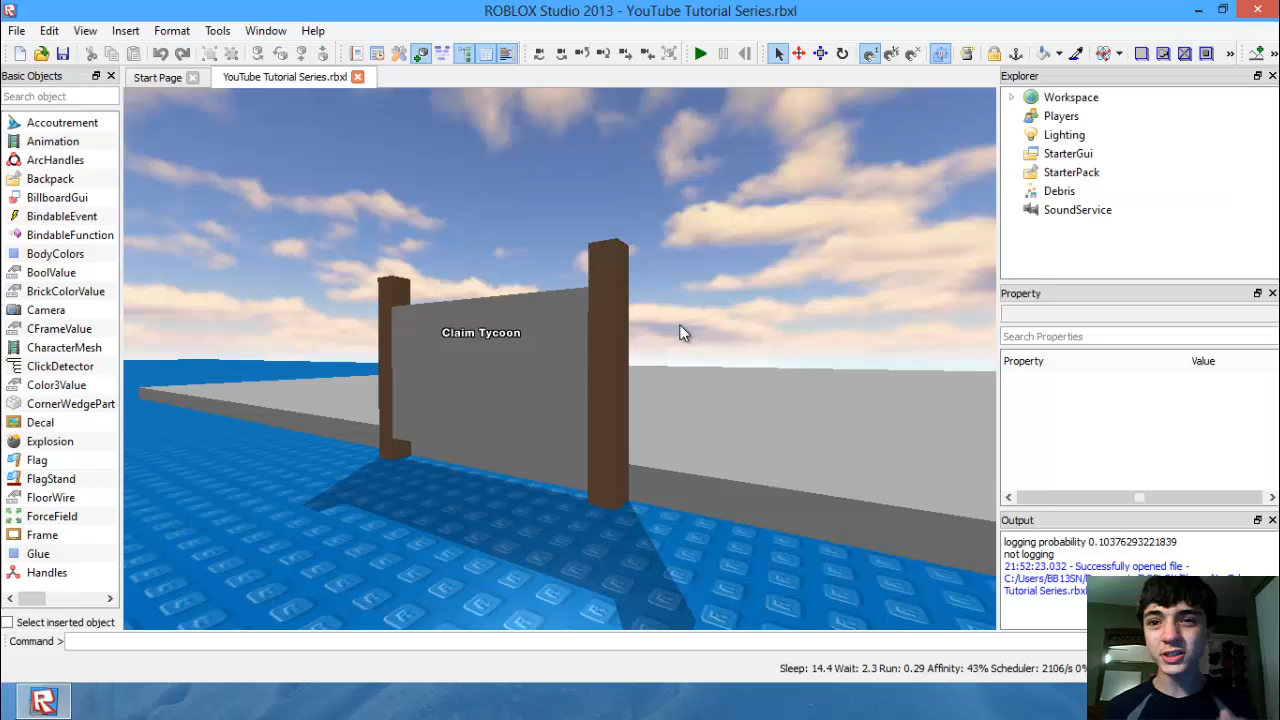 ROBLOX Studio 2013 - YouTube Tutorial Series.rbxl
File Edit View Insert Format Tools Window Help
Basic Objects
Start Page
YouTube Tutorial Series.rbxl
Explorer
Search object
Accoutrement
Animation
ArcHandles
Backpack
BillboardGui
BindableEvent
BindableFunction
BodyColors
BoolValue
BrickColorValue
Camera
CFrameValue
CharacterMesh
ClickDetector
Color3Value
CornerWedgePart
Decal
Explosion
Flag
FlagStand
FloorWire
ForceField
Frame
Glue
Handles
Select inserted object
Claim Tycoon
Workspace
Players
Lighting
StarterGui
StarterPack
Debris
SoundService
Property
Search Properties
Property Value
Output
logging probability 0.10376293221839
not logging
21:52:23.032 - Successfully opened file -
C:/Users/BB13SN/
Tutorial Series.rbxl
Command >
Sleep: 14.4 Wait: 2.3 Run: 0.29 Affinity: 43% Scheduler: 2106/s 0%